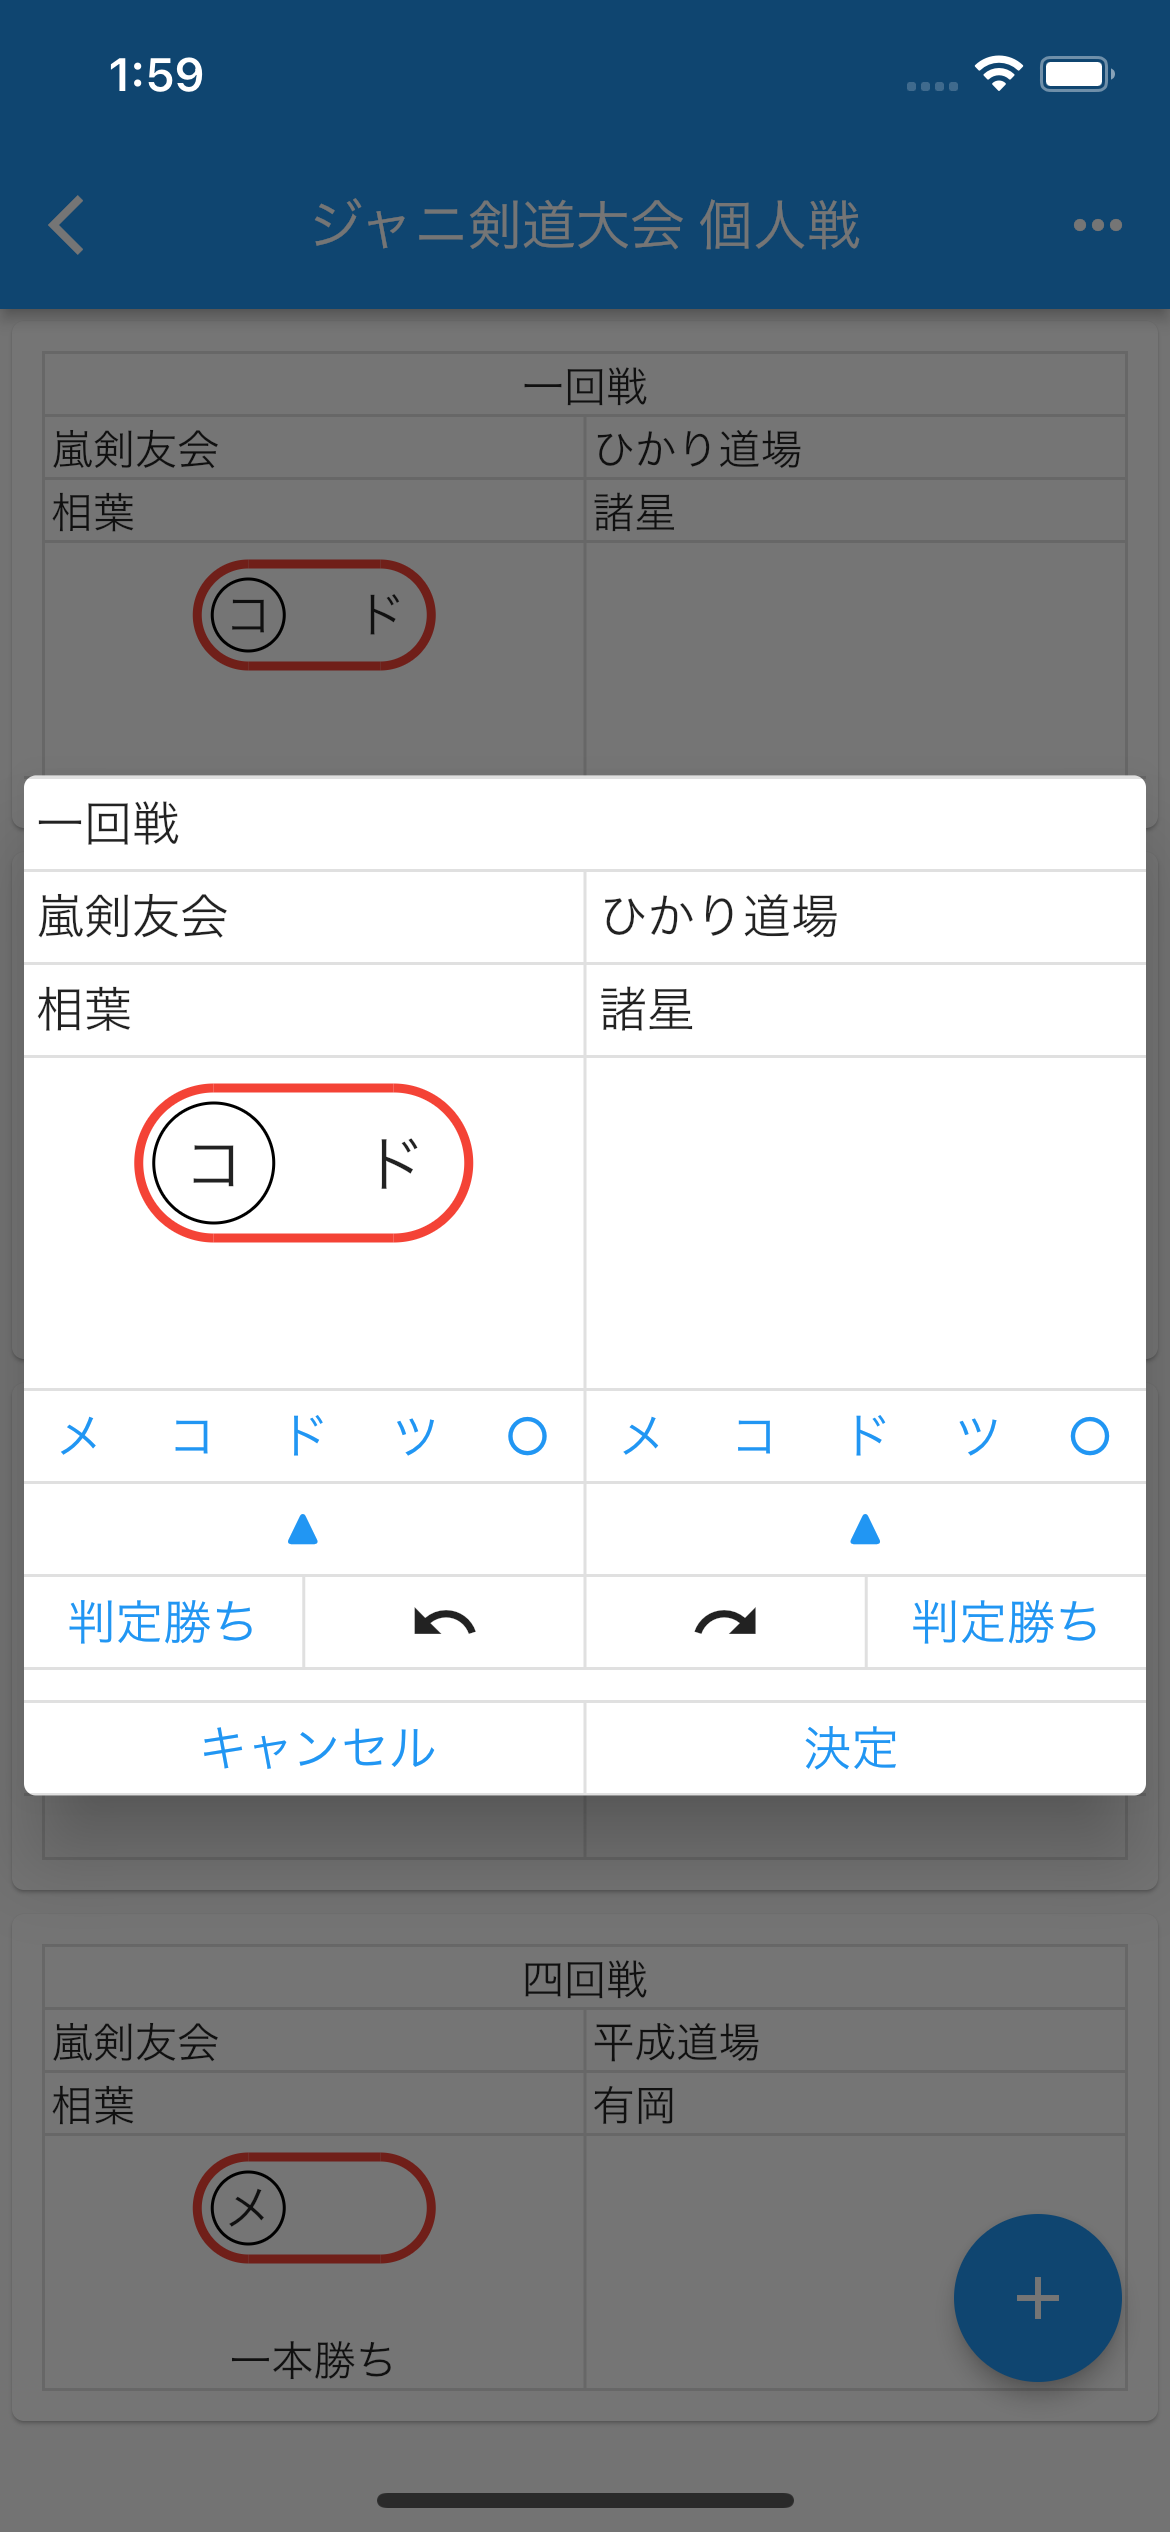 1:59
ジャニ剣道大会 個人戦
一回戦
嵐剣友会 ひかり道場
相葉 諸星
コ ド
一回戦
嵐剣友会 ひかり道場
相葉 諸星
コ ド
メ コ ド ツ ○ メ コ ド ツ ○
▲ ▲
判定勝ち 判定勝ち
キャンセル 決定
四回戦
嵐剣友会 平成道場
相葉 有岡
メ
一本勝ち